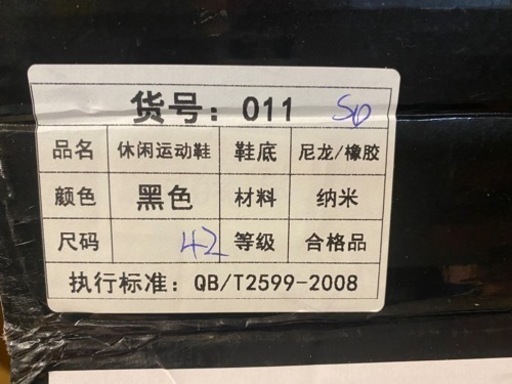 货号：011 SD
品名 休闲运动鞋 鞋底 尼龙/橡胶
颜色 黑色 材料 纳米
尺码 42 等级 合格品
执行标准：QB/T2599-2008